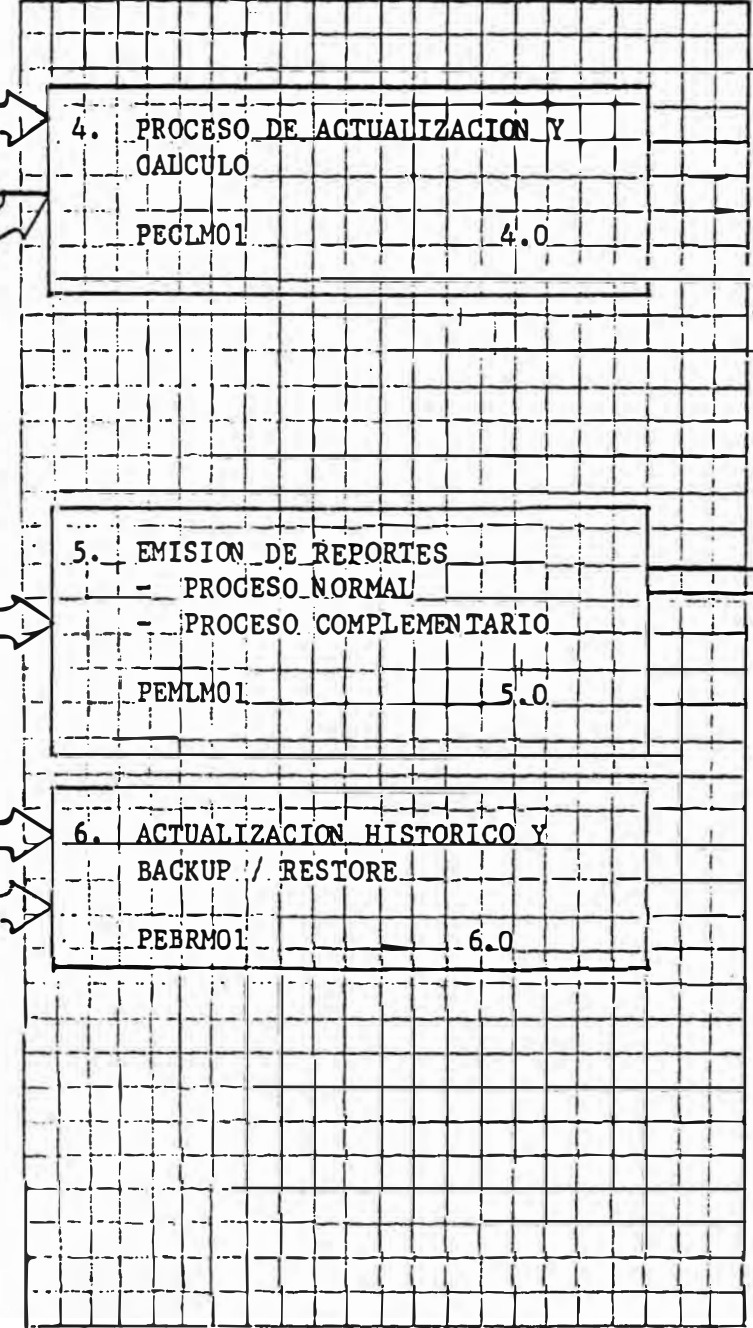 4. PROCESO DE ACTUALIZACION Y
CALCULO
PECLM01 4.0
5. EMISION DE REPORTES
- PROCESO NORMAL
- PROCESO COMPLEMENTARIO
PEMLM01 5.0
6. ACTUALIZACION HISTORICO Y
BACKUP / RESTORE
PEBRM01 6.0